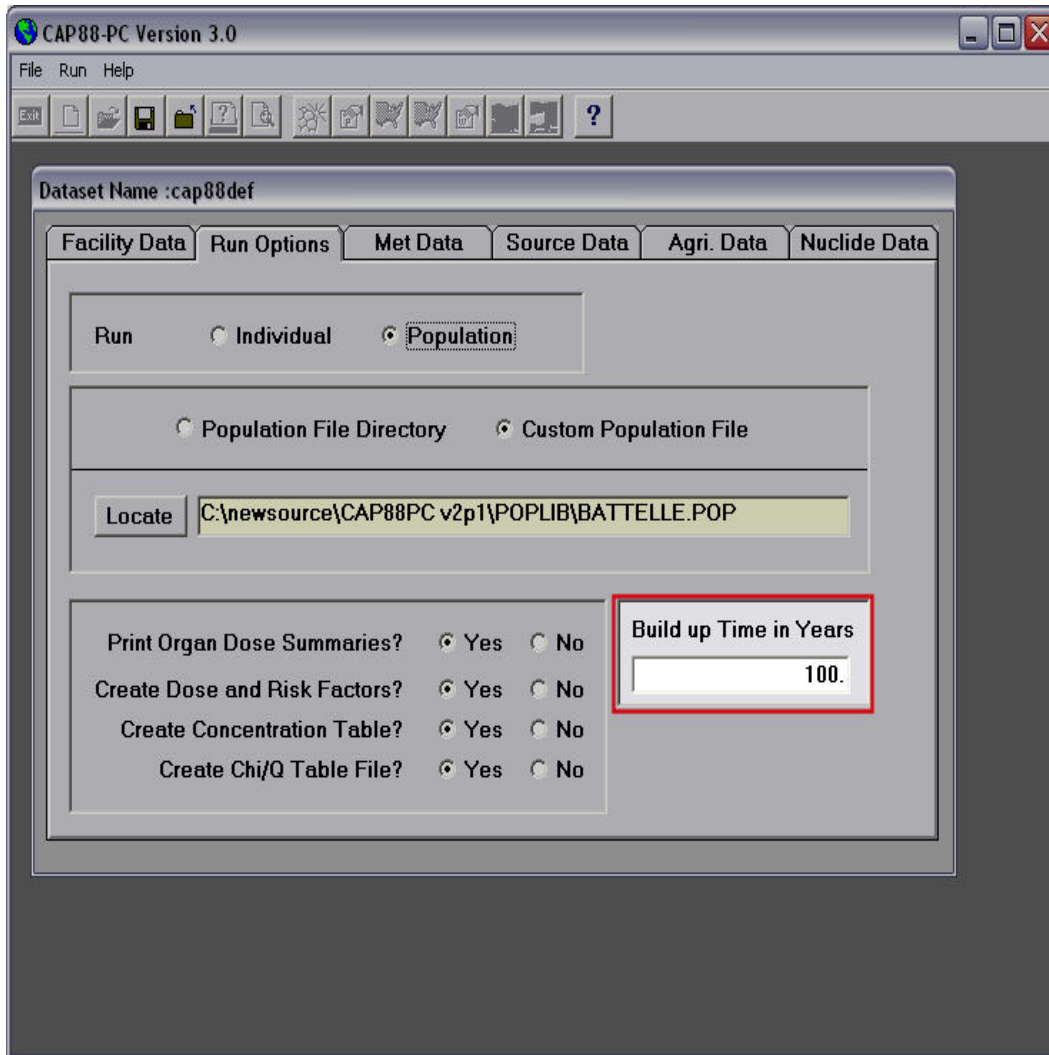 CAP88-PC Version 3.0
File Run Help
Exit
?
?
Dataset Name :cap88def
Facility Data Run Options Met Data Source Data Agri. Data Nuclide Data
Run Individual Population
Population File Directory Custom Population File
Locate C:\newsource\CAP88PC v2p1\POPLIB\BATTELLE.POP
Print Organ Dose Summaries? Yes No
Create Dose and Risk Factors? Yes No
Create Concentration Table? Yes No
Create Chi/Q Table File? Yes No
Build up Time in Years
100.